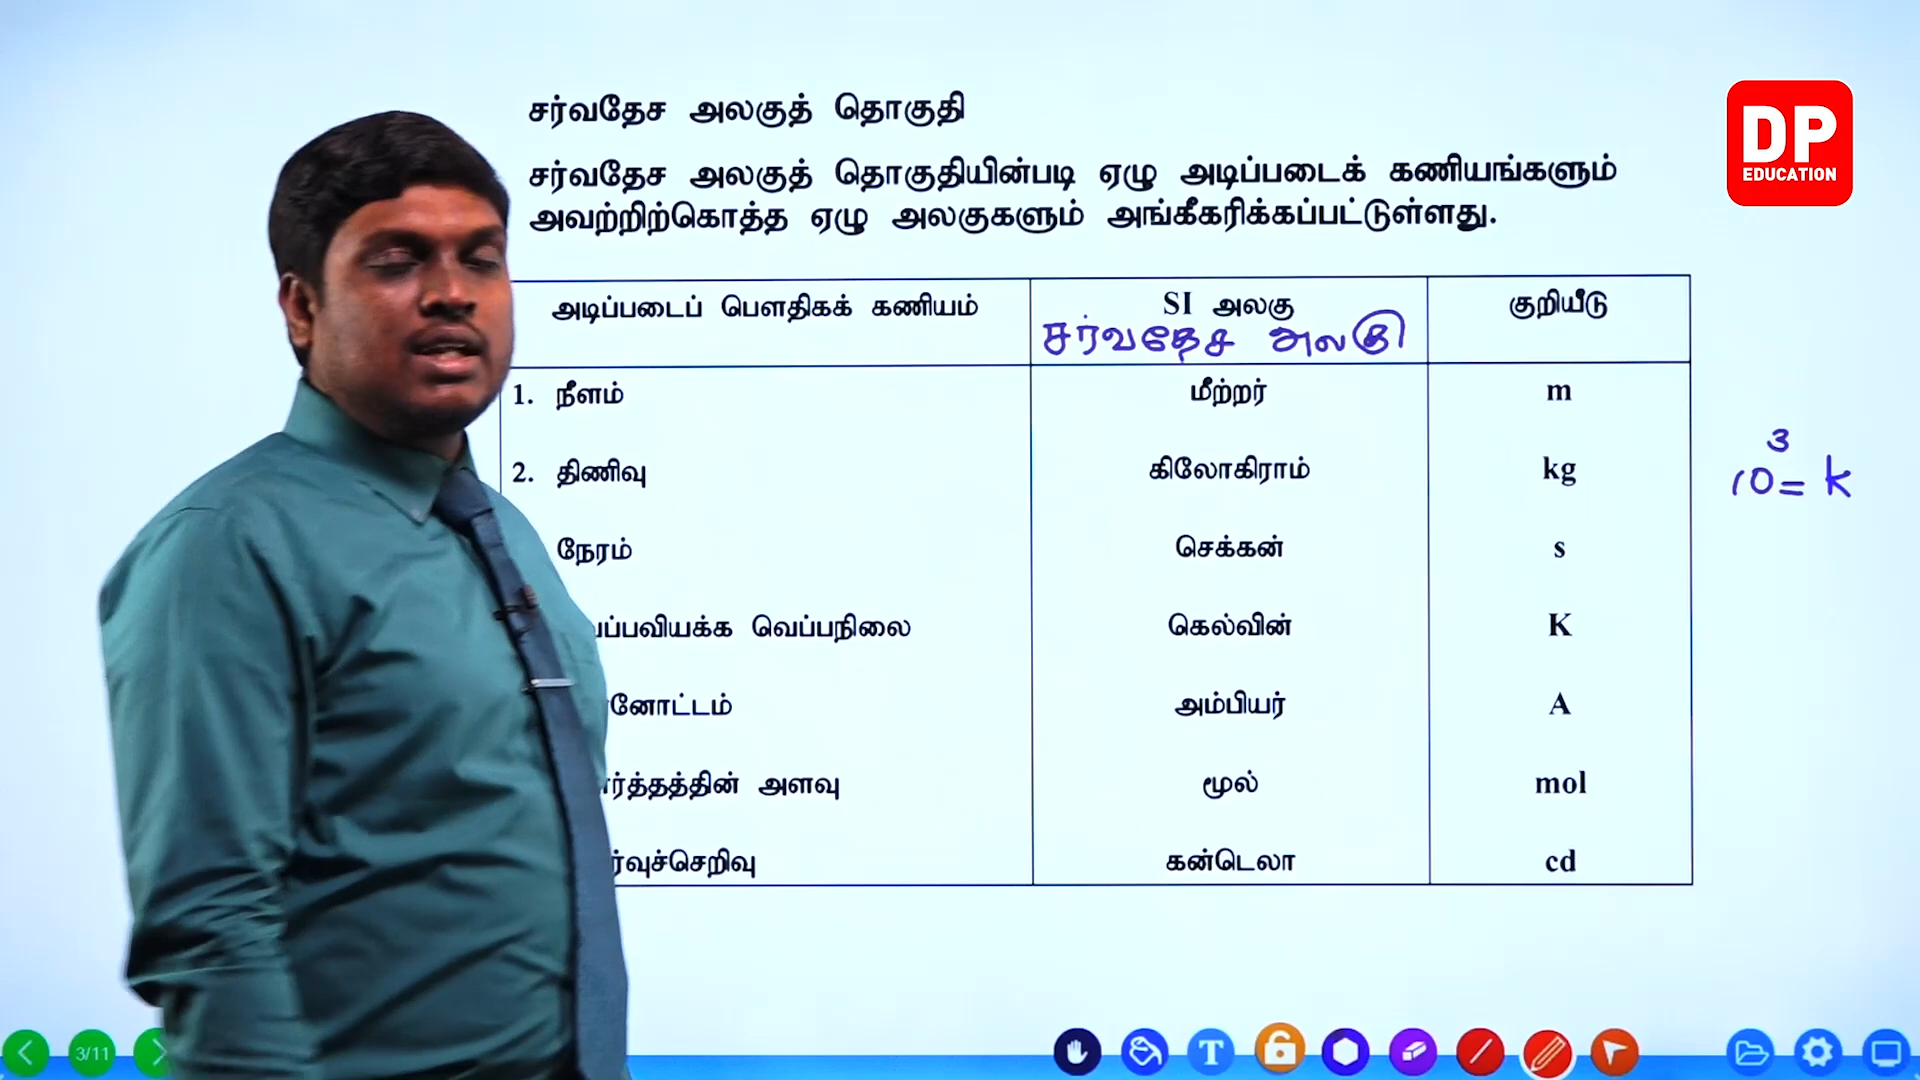 சர்வதேச அலகுத் தொகுதி
சர்வதேச அலகுத் தொகுதியின்படி ஏழு அடிப்படைக் கணியங்களும்
அவற்றிற்கொத்த ஏழு அலகுகளும் அங்கீகரிக்கப்பட்டுள்ளது.
DP
EDUCATION
அடிப்படைப் பௌதிகக் கணியம் SI அலகு குறியீடு
சர்வதேச அலகு
1. நீளம் மீற்றர் m
2. திணிவு கிலோகிராம் kg
10³ = k
நேரம் செக்கன் s
வெப்பநிலை கெல்வின் K
அம்பியர் A
அளவு மூல் mol
கன்டெலா cd
3/11
T